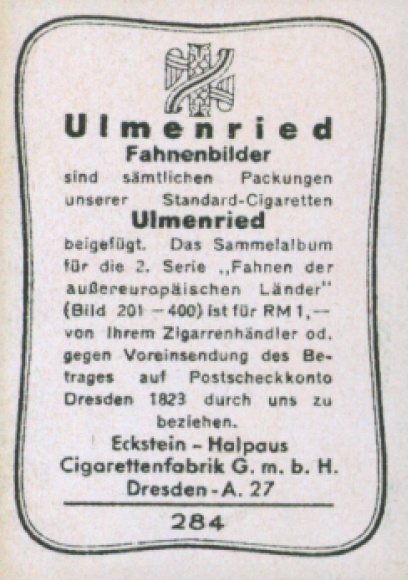 Ulmenried
Fahnenbilder
sind sämtlichen Packungen
unserer Standard-Cigaretten
Ulmenried
beigefügt. Das Sammelalbum
für die 2. Serie „Fahnen der
außereuropäischen Länder"
(Bild 201 – 400) ist für RM 1,—
von Ihrem Zigarrenhändler od.
gegen Voreinsendung des Be-
trages auf Postscheckkonto
Dresden 1823 durch uns zu
beziehen.
Eckstein - Halpaus
Cigarettenfabrik G. m. b. H.
Dresden-A. 27
284